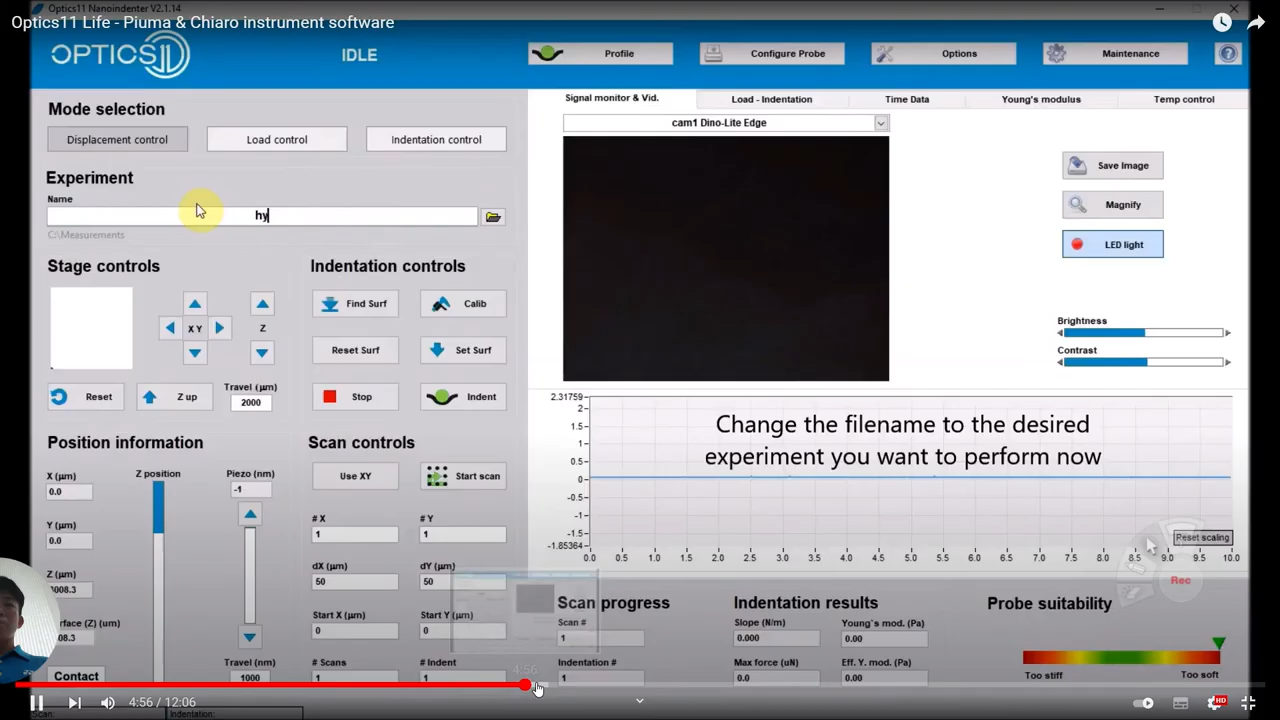 Optics11 Nanoindenter V2.1.14
Optics11 Life - Piuma & Chiaro instrument software
OPTICS11
IDLE
Profile
Configure Probe
Options
Maintenance
Mode selection
Displacement control
Load control
Indentation control
Experiment
Name
hy
C:\Measurements
Stage controls
X Y
Z
Reset
Z up
Travel (µm)
2000
Indentation controls
Find Surf
Calib
Reset Surf
Set Surf
Stop
Indent
Position information
X (µm)
0.0
Y (µm)
0.0
Z (µm)
008.3
(um)
08.3
Contact
Z position
Piezo (nm)
-1
Travel (nm)
1000
Scan controls
Use XY
Start scan
# X
1
# Y
1
dX (µm)
50
dY (µm)
50
Start X (µm)
0
Start Y (µm)
0
# Scans
1
# Indent
1
Signal monitor & Vid.
Load - Indentation
Time Data
Young's modulus
Temp control
cam1 Dino-Lite Edge
Save Image
Magnify
LED light
Brightness
Contrast
2.31759
2
1.5
1
0.5
0
-0.5
-1
-1.5
-1.85364
Change the filename to the desired
experiment you want to perform now
Reset scaling
0.0 0.5 1.0 1.5 2.0 2.5 3.0 3.5 4.0 4.5 5.0 5.5 6.0 6.5 7.0 7.5 8.0 8.5 9.0 9.5 10.0
Rec
Scan progress
Scan #
1
Indentation #
1
Indentation results
Slope (N/m)
0.000
Young's mod. (Pa)
0.00
Max force (uN)
0.0
Eff. Y. mod. (Pa)
0.00
Probe suitability
Too stiff
Too soft
4:56
4:56 / 12:06
HD
Scan:
Indentation: